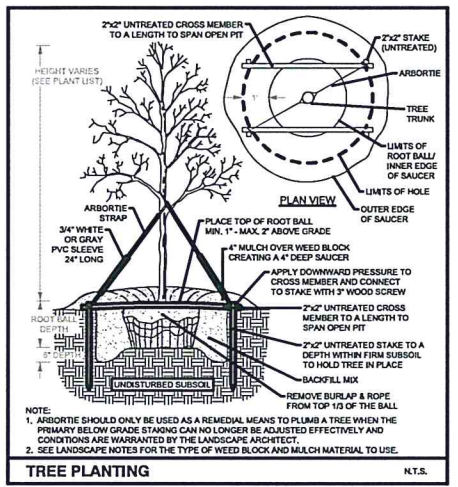 2"x2" UNTREATED CROSS MEMBER
TO A LENGTH TO SPAN OPEN PIT
2"x2" STAKE
(UNTREATED)
HEIGHT VARIES
(SEE PLANT LIST)
ARBORTIE
1'
TREE
TRUNK
LIMITS OF
ROOT BALL/
INNER EDGE
OF SAUCER
LIMITS OF HOLE
PLAN VIEW
OUTER EDGE
OF SAUCER
ARBORTIE
STRAP
3/4" WHITE
OR GRAY
PVC SLEEVE
24" LONG
PLACE TOP OF ROOT BALL
MIN. 1" - MAX. 2" ABOVE GRADE
4" MULCH OVER WEED BLOCK
CREATING A 4" DEEP SAUCER
APPLY DOWNWARD PRESSURE TO
CROSS MEMBER AND CONNECT
TO STAKE WITH 3" WOOD SCREW
2"x2" UNTREATED CROSS
MEMBER TO A LENGTH TO
SPAN OPEN PIT
ROOT BALL
DEPTH
2"x2" UNTREATED STAKE TO A
DEPTH WITHIN FIRM SUBSOIL
TO HOLD TREE IN PLACE
6" DEPTH
BACKFILL MIX
UNDISTURBED SUBSOIL
REMOVE BURLAP & ROPE
FROM TOP 1/3 OF THE BALL
NOTE:
1. ARBORTIE SHOULD ONLY BE USED AS A REMEDIAL MEANS TO PLUMB A TREE WHEN THE
PRIMARY BELOW GRADE STAKING CAN NO LONGER BE ADJUSTED EFFECTIVELY AND
CONDITIONS ARE WARRANTED BY THE LANDSCAPE ARCHITECT.
2. SEE LANDSCAPE NOTES FOR THE TYPE OF WEED BLOCK AND MULCH MATERIAL TO USE.
TREE PLANTING
N.T.S.